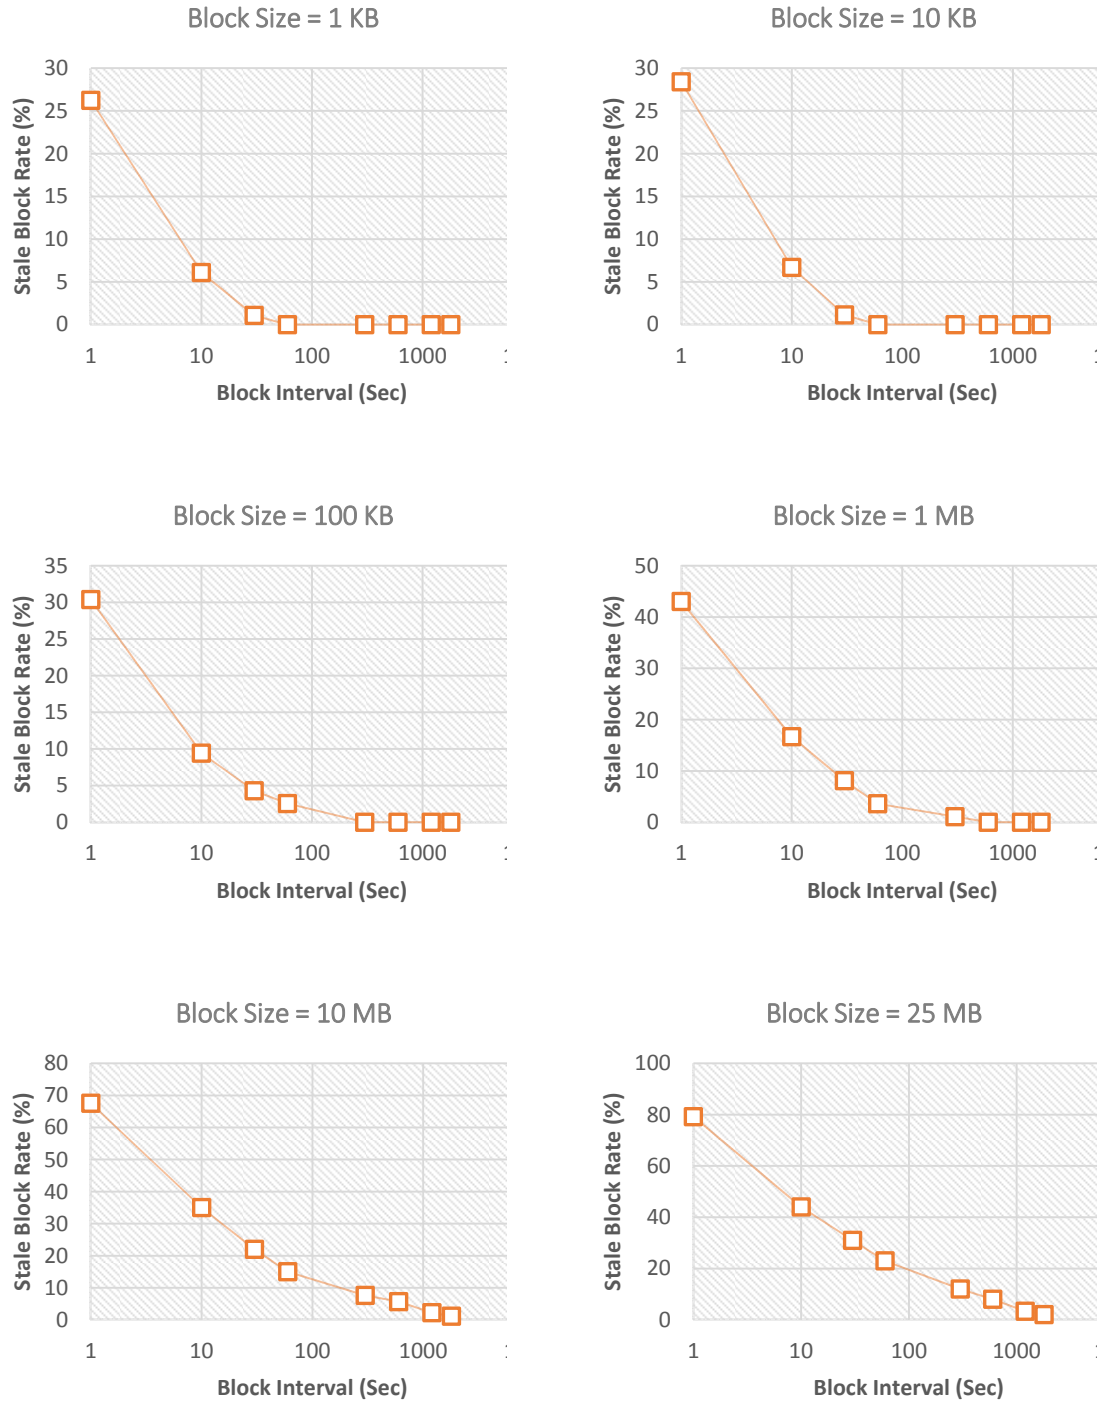 Block Size = 1 KB
30
25
20
15
10
5
0
Stale Block Rate (%)
1 10 100 1000 1
Block Interval (Sec)
Block Size = 10 KB
30
25
20
15
10
5
0
Stale Block Rate (%)
1 10 100 1000 1
Block Interval (Sec)
Block Size = 100 KB
35
30
25
20
15
10
5
0
Stale Block Rate (%)
1 10 100 1000 1
Block Interval (Sec)
Block Size = 1 MB
50
40
30
20
10
0
Stale Block Rate (%)
1 10 100 1000 1
Block Interval (Sec)
Block Size = 10 MB
80
70
60
50
40
30
20
10
0
Stale Block Rate (%)
1 10 100 1000 1
Block Interval (Sec)
Block Size = 25 MB
100
80
60
40
20
0
Stale Block Rate (%)
1 10 100 1000 1
Block Interval (Sec)